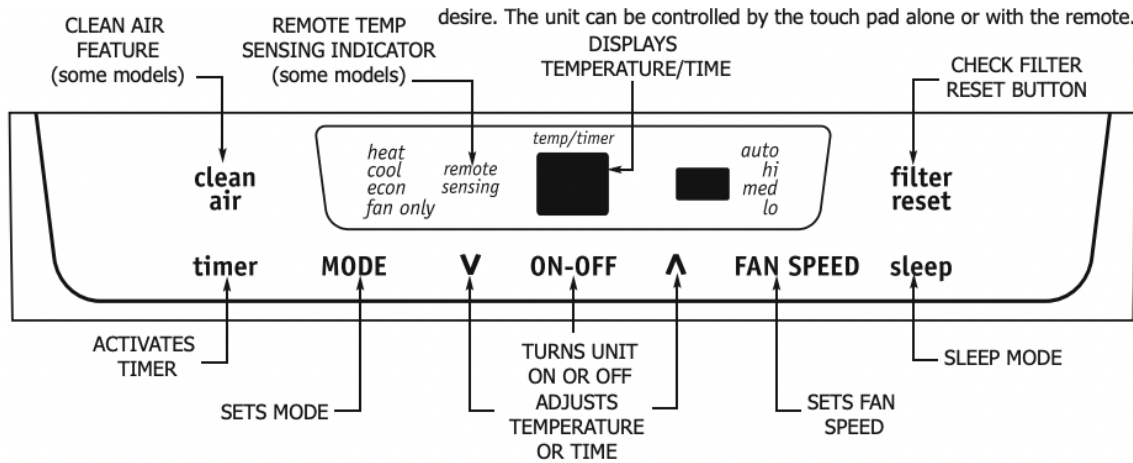 desire. The unit can be controlled by the touch pad alone or with the remote.
CLEAN AIR
FEATURE
(some models)
REMOTE TEMP
SENSING INDICATOR
(some models)
DISPLAYS
TEMPERATURE/TIME
CHECK FILTER
RESET BUTTON
clean
air
heat
cool
econ
fan only
remote
sensing
temp/timer
auto
hi
med
lo
filter
reset
timer MODE V ON-OFF Λ FAN SPEED sleep
ACTIVATES
TIMER
SETS MODE
TURNS UNIT
ON OR OFF
ADJUSTS
TEMPERATURE
OR TIME
SETS FAN
SPEED
SLEEP MODE